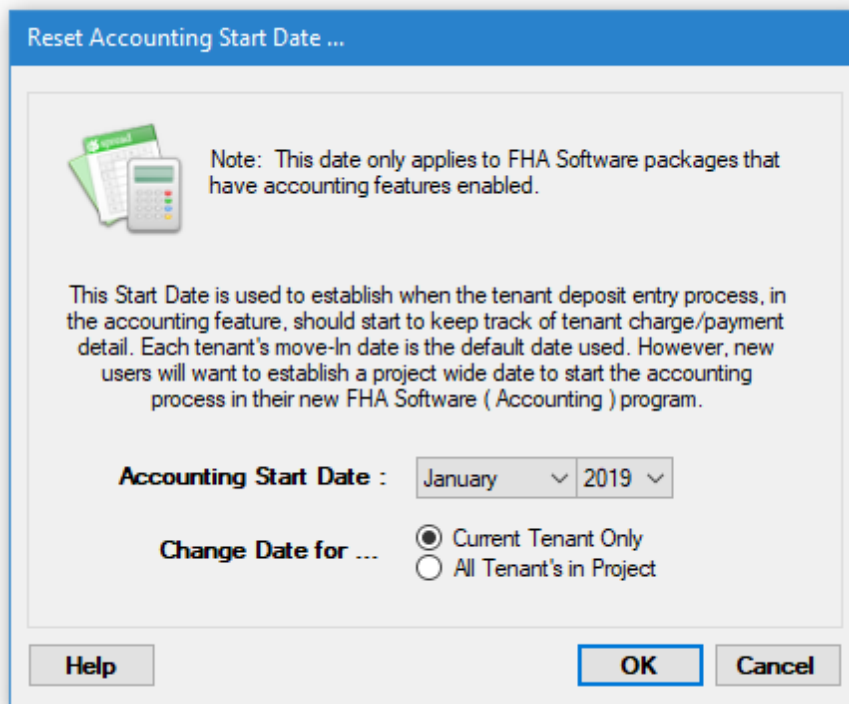 Reset Accounting Start Date ...
spread
Note:  This date only applies to FHA Software packages that
have accounting features enabled.
This Start Date is used to establish when the tenant deposit entry process, in
the accounting feature, should start to keep track of tenant charge/payment
detail. Each tenant's move-In date is the default date used. However, new
users will want to establish a project wide date to start the accounting
process in their new FHA Software ( Accounting ) program.
Accounting Start Date : January 2019
Change Date for ... Current Tenant Only
All Tenant's in Project
Help OK Cancel